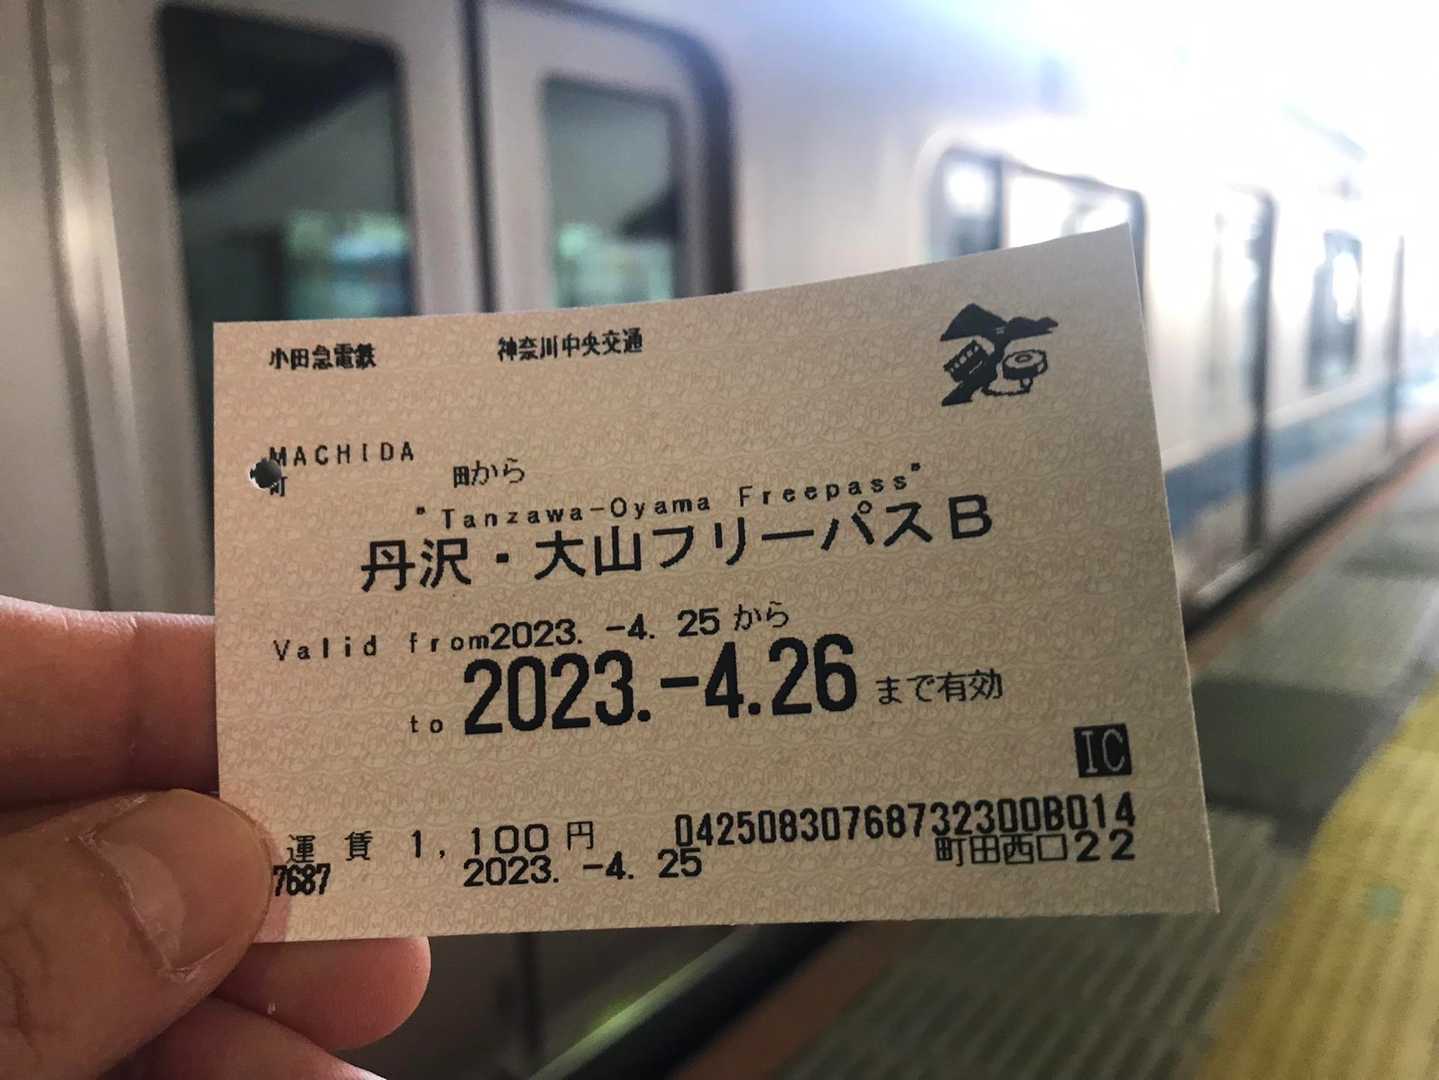 小田急電鉄 神奈川中央交通
MACHIDA
町 田から
"Tanzawa-Oyama Freepass"
丹沢・大山フリーパスB
Valid from2023.-4.25から
to 2023.-4.26まで有効
IC
運賃 1,100円 04250830768732300B014
7687 2023.-4.25 町田西口22